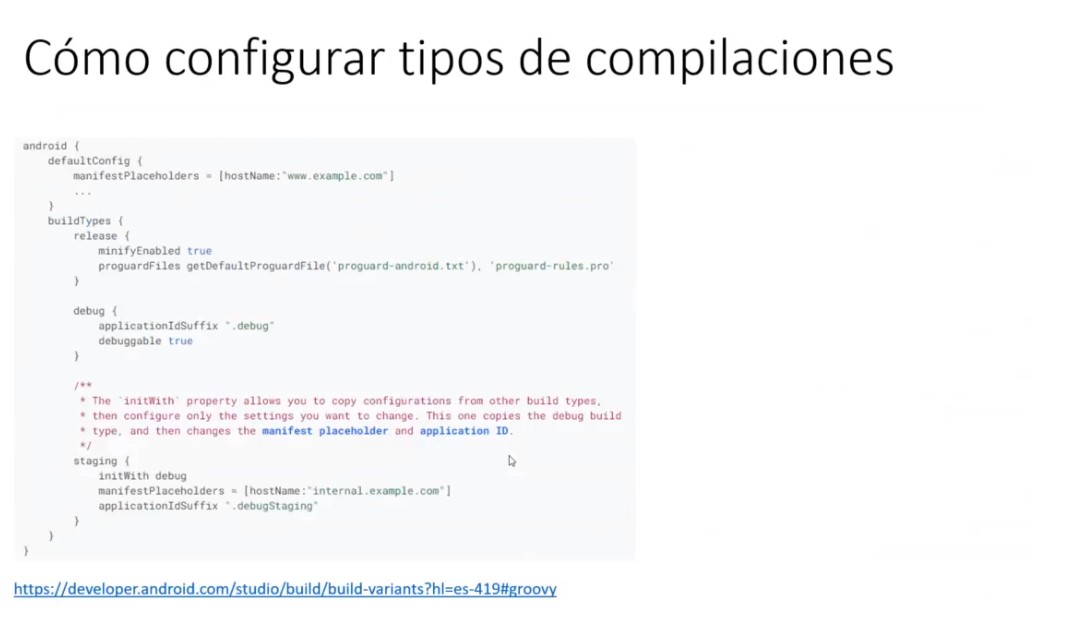 Cómo configurar tipos de compilaciones
android {
defaultConfig {
manifestPlaceholders = [hostName:"www.example.com"]
...
}
buildTypes {
release {
minifyEnabled true
proguardFiles getDefaultProguardFile('proguard-android.txt'), 'proguard-rules.pro'
}
debug {
applicationIdSuffix ".debug"
debuggable true
}
/**
* The `initWith` property allows you to copy configurations from other build types,
* then configure only the settings you want to change. This one copies the debug build
* type, and then changes the manifest placeholder and application ID.
*/
staging {
initWith debug
manifestPlaceholders = [hostName:"internal.example.com"]
applicationIdSuffix ".debugStaging"
}
}
}
https://developer.android.com/studio/build/build-variants?hl=es-419#groovy